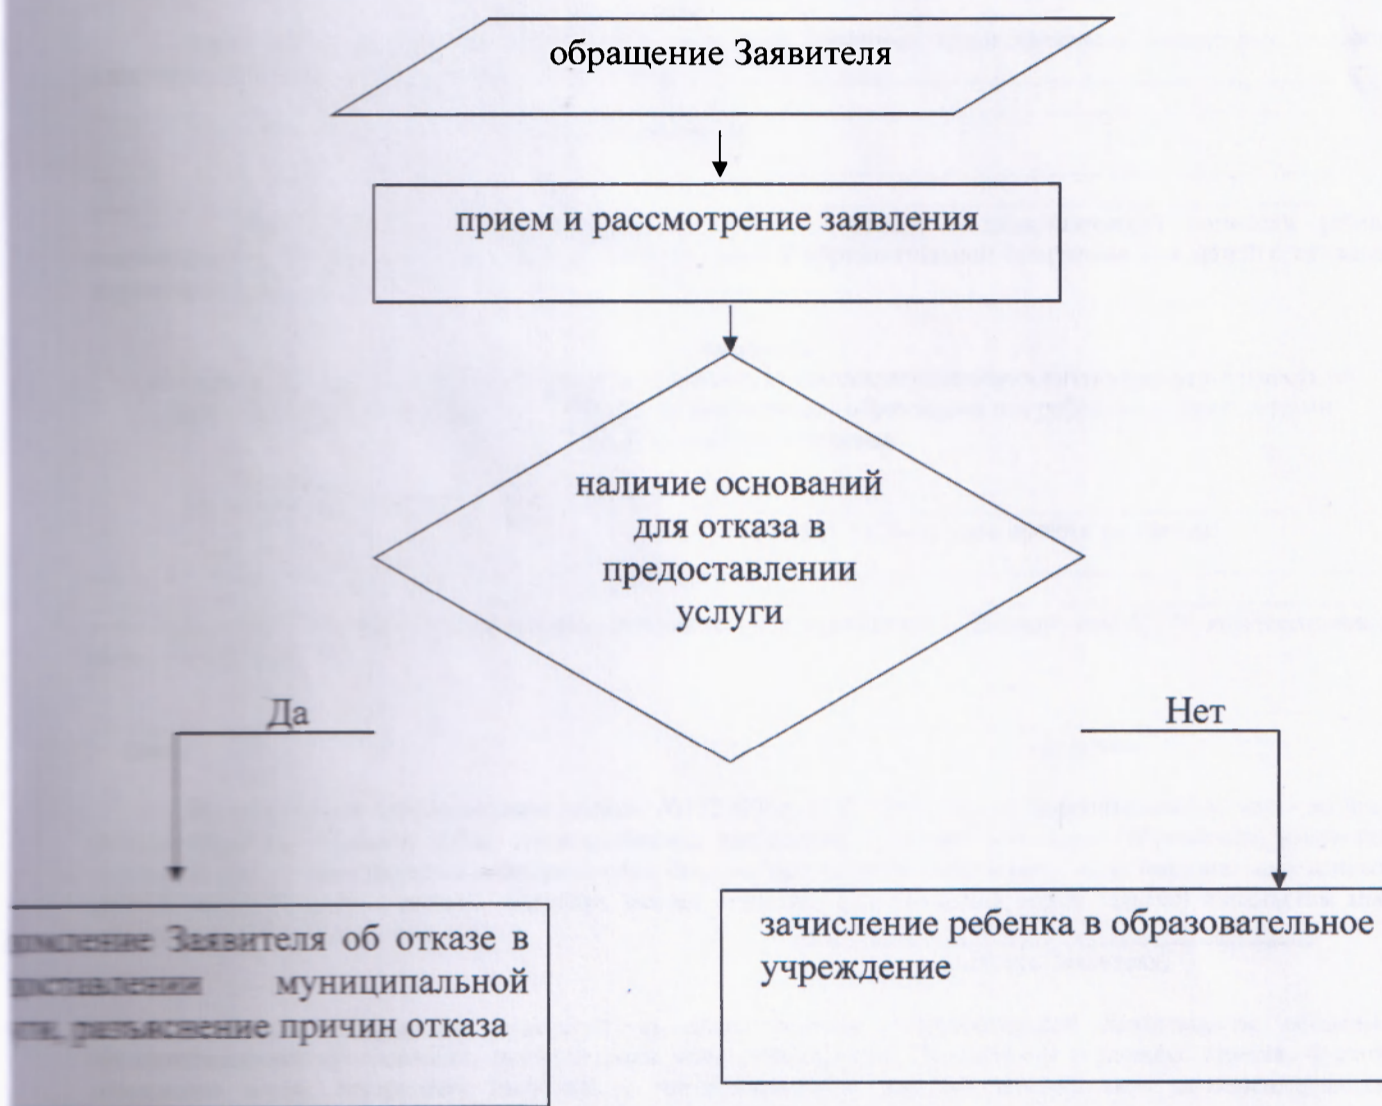 обращение Заявителя
прием и рассмотрение заявления
наличие оснований
для отказа в
предоставлении
услуги
Да
Нет
Заявителя об отказе в
муниципальной
разъяснение причин отказа
зачисление ребенка в образовательное
учреждение